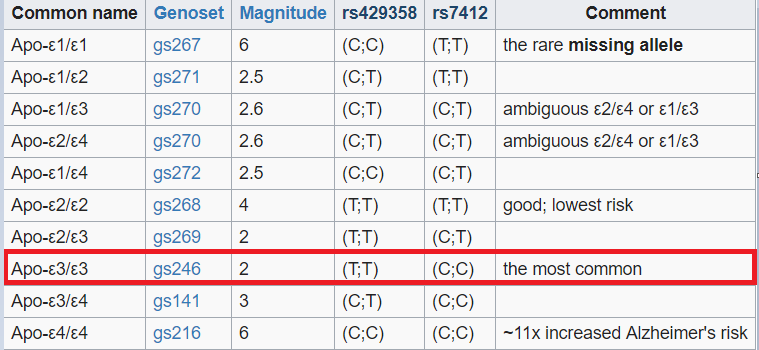 Common name Genoset Magnitude rs429358 rs7412 Comment
Apo-ε1/ε1 gs267 6 (C;C) (T;T) the rare missing allele
Apo-ε1/ε2 gs271 2.5 (C;T) (T;T)
Apo-ε1/ε3 gs270 2.6 (C;T) (C;T) ambiguous ε2/ε4 or ε1/ε3
Apo-ε2/ε4 gs270 2.6 (C;T) (C;T) ambiguous ε2/ε4 or ε1/ε3
Apo-ε1/ε4 gs272 2.5 (C;C) (C;T)
Apo-ε2/ε2 gs268 4 (T;T) (T;T) good; lowest risk
Apo-ε2/ε3 gs269 2 (T;T) (C;T)
Apo-ε3/ε3 gs246 2 (T;T) (C;C) the most common
Apo-ε3/ε4 gs141 3 (C;T) (C;C)
Apo-ε4/ε4 gs216 6 (C;C) (C;C) ~11x increased Alzheimer's risk